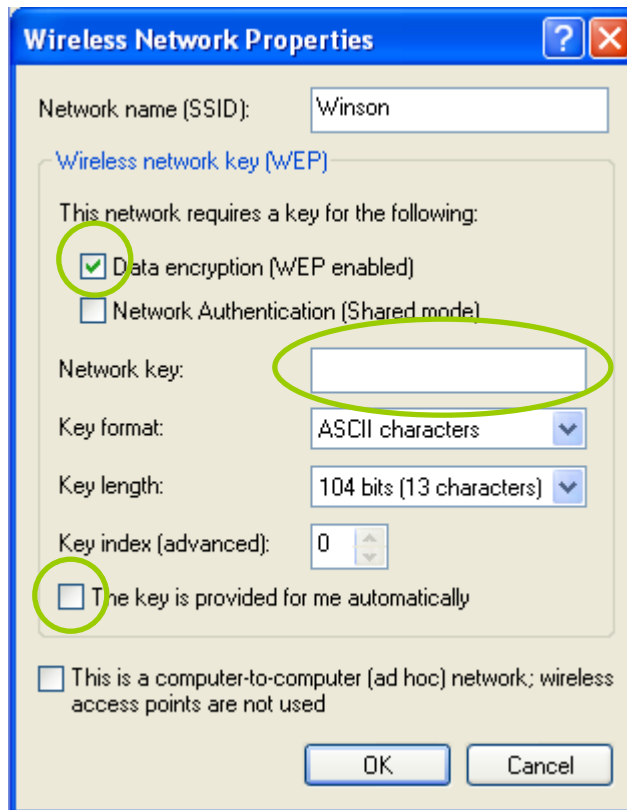 Wireless Network Properties
Network name (SSID): Winson
Wireless network key (WEP)
This network requires a key for the following:
Data encryption (WEP enabled)
Network Authentication (Shared mode)
Network key:
Key format: ASCII characters
Key length: 104 bits (13 characters)
Key index (advanced): 0
The key is provided for me automatically
This is a computer-to-computer (ad hoc) network; wireless
access points are not used
OK Cancel